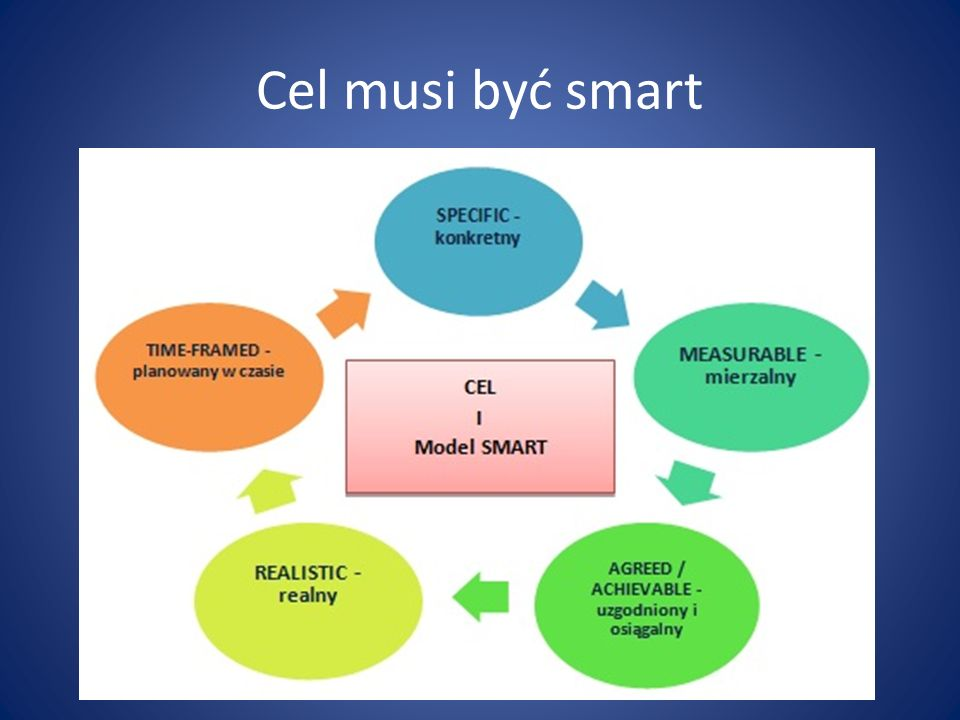 Cel musi być smart
SPECIFIC -
konkretny
MEASURABLE -
mierzalny
AGREED /
ACHIEVABLE -
uzgodniony i
osiągalny
REALISTIC -
realny
TIME-FRAMED -
planowany w czasie
CEL
I
Model SMART